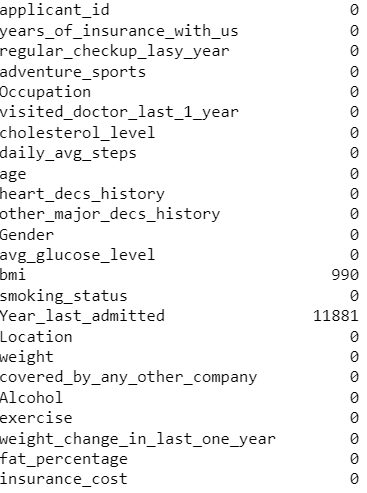 applicant_id 0
years_of_insurance_with_us 0
regular_checkup_lasy_year 0
adventure_sports 0
Occupation 0
visited_doctor_last_1_year 0
cholesterol_level 0
daily_avg_steps 0
age 0
heart_decs_history 0
other_major_decs_history 0
Gender 0
avg_glucose_level 0
bmi 990
smoking_status 0
Year_last_admitted 11881
Location 0
weight 0
covered_by_any_other_company 0
Alcohol 0
exercise 0
weight_change_in_last_one_year 0
fat_percentage 0
insurance_cost 0